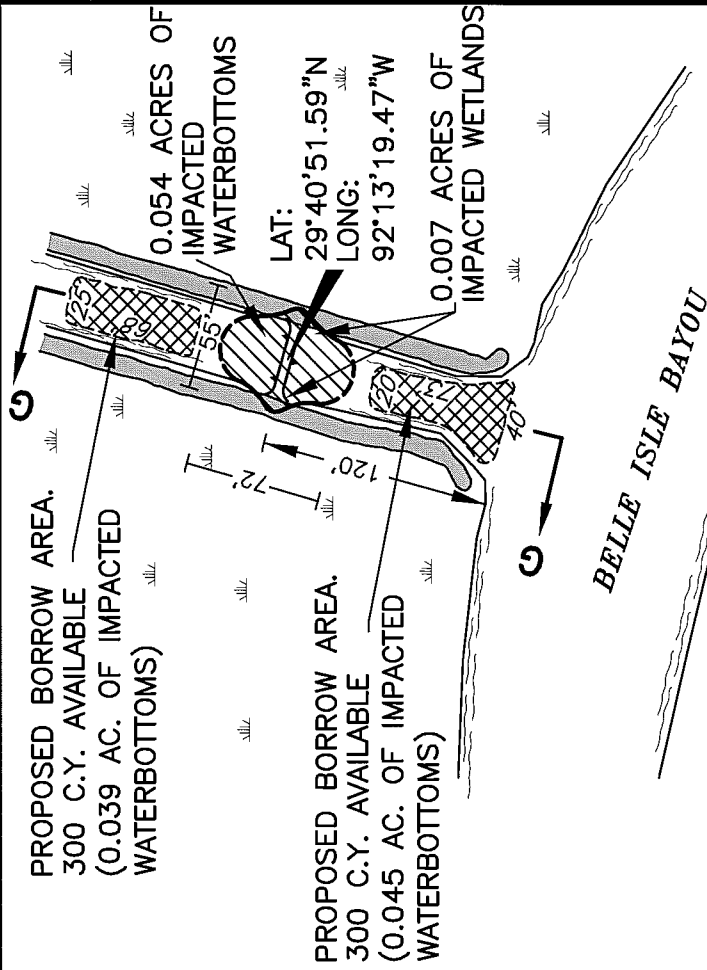 PROPOSED BORROW AREA.
300 C.Y. AVAILABLE
(0.039 AC. OF IMPACTED
WATERBOTTOMS)
0.054 ACRES OF
IMPACTED
WATERBOTTOMS
LAT:
29°40'51.59"N
LONG:
92°13'19.47"W
0.007 ACRES OF
IMPACTED WETLANDS
G
25'
68'
55'
72'
120'
20'
73'
40'
G
PROPOSED BORROW AREA.
300 C.Y. AVAILABLE
(0.045 AC. OF IMPACTED
WATERBOTTOMS)
BELLE ISLE BAYOU